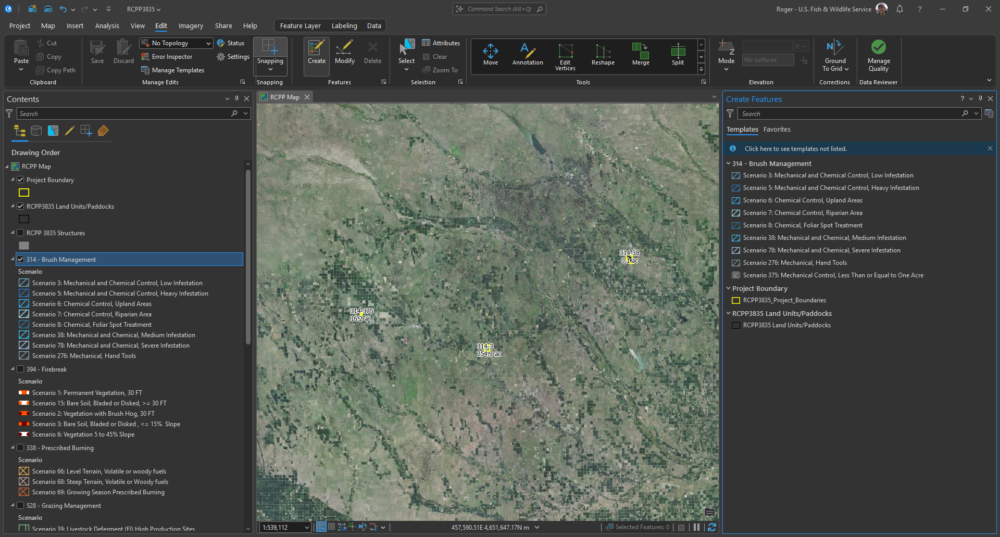 RCPP3835
Command Search (Alt+Q)
Roger - U.S. Fish & Wildlife Service
?
Project Map Insert Analysis View Edit Imagery Share Help Feature Layer Labeling Data
Paste
Cut
Copy
Copy Path
Clipboard
Save
Discard
No Topology
Error Inspector
Manage Templates
Status
Settings
Manage Edits
Snapping
Snapping
Create
Modify
Delete
Features
Select
Attributes
Clear
Zoom To
Selection
Move
Annotation
Edit
Vertices
Reshape
Merge
Split
Tools
Mode
ft
No surfaces
Elevation
Ground
To Grid
Corrections
Manage
Quality
Data Reviewer
Contents
Search
Drawing Order
RCPP Map
Project Boundary
RCPP3835 Land Units/Paddocks
RCPP 3835 Structures
314 - Brush Management
Scenario
Scenario 3: Mechanical and Chemical Control, Low Infestation
Scenario 5: Mechanical and Chemical Control, Heavy Infestation
Scenario 6: Chemical Control, Upland Areas
Scenario 7: Chemical Control, Riparian Area
Scenario 8: Chemical, Foliar Spot Treatment
Scenario 38: Mechanical and Chemical, Medium Infestation
Scenario 78: Mechanical and Chemical, Severe Infestation
Scenario 276: Mechanical, Hand Tools
394 - Firebreak
Scenario
Scenario 1: Permanent Vegetation, 30 FT
Scenario 15: Bare Soil, Bladed or Disked, >= 30 FT
Scenario 2: Vegetation with Brush Hog, 30 FT
Scenario 3: Bare Soil, Bladed or Disked , <= 15% Slope
Scenario 6: Vegetation 5 to 45% Slope
338 - Prescribed Burning
Scenario
Scenario 66: Level Terrain, Volatile or woody fuels
Scenario 68: Steep Terrain, Volatile or Woody fuels
Scenario 69: Growing Season Prescribed Burning
528 - Grazing Management
Scenario
Scenario 39: Livestock Deferment (FI) High Production Sites
RCPP Map
314-38
0.1 ac
314-375
16.2 ac
314-3
254.9 ac
1:539,112
457,590.51E 4,651,647.17N m
Selected Features: 0
Create Features
?
Search
Templates Favorites
Click here to see templates not listed.
314 - Brush Management
Scenario 3: Mechanical and Chemical Control, Low Infestation
Scenario 5: Mechanical and Chemical Control, Heavy Infestation
Scenario 6: Chemical Control, Upland Areas
Scenario 7: Chemical Control, Riparian Area
Scenario 8: Chemical, Foliar Spot Treatment
Scenario 38: Mechanical and Chemical, Medium Infestation
Scenario 78: Mechanical and Chemical, Severe Infestation
Scenario 276: Mechanical, Hand Tools
Scenario 375: Mechanical Control, Less Than or Equal to One Acre
Project Boundary
RCPP3835_Project_Boundaries
RCPP3835 Land Units/Paddocks
RCPP3835 Land Units/Paddocks